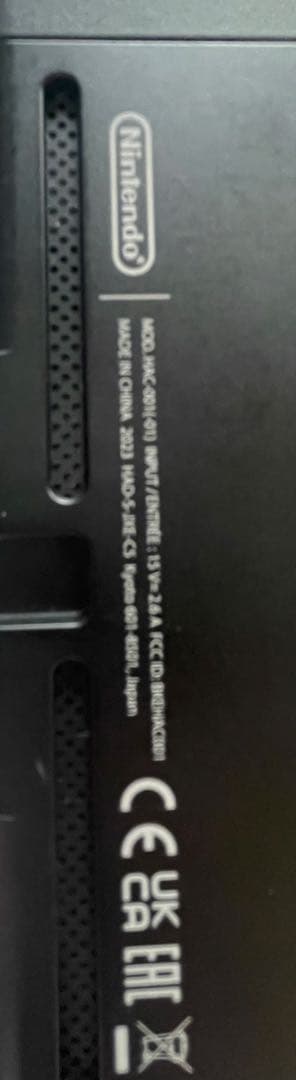 Nintendo
MOD. HAC-001(-01) INPUT/ENTRÉE : 15 V⎓ 2.6 A FCC ID: BKEHAC001
MADE IN CHINA 2023 HAD-S-JXE-C5 Kyoto 601-8501, Japan
CE UK CA EAC